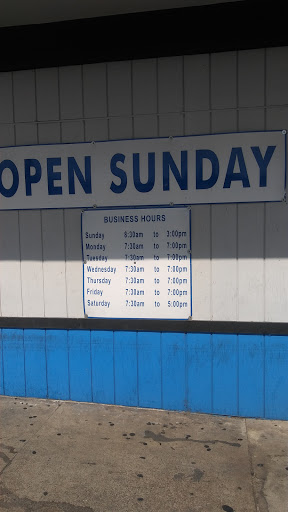 OPEN SUNDAY
BUSINESS HOURS
Sunday 8:30am to 3:00pm
Monday 7:30am to 7:00pm
Tuesday 7:30am to 7:00pm
Wednesday 7:30am to 7:00pm
Thursday 7:30am to 7:00pm
Friday 7:30am to 7:00pm
Saturday 7:30am to 5:00pm